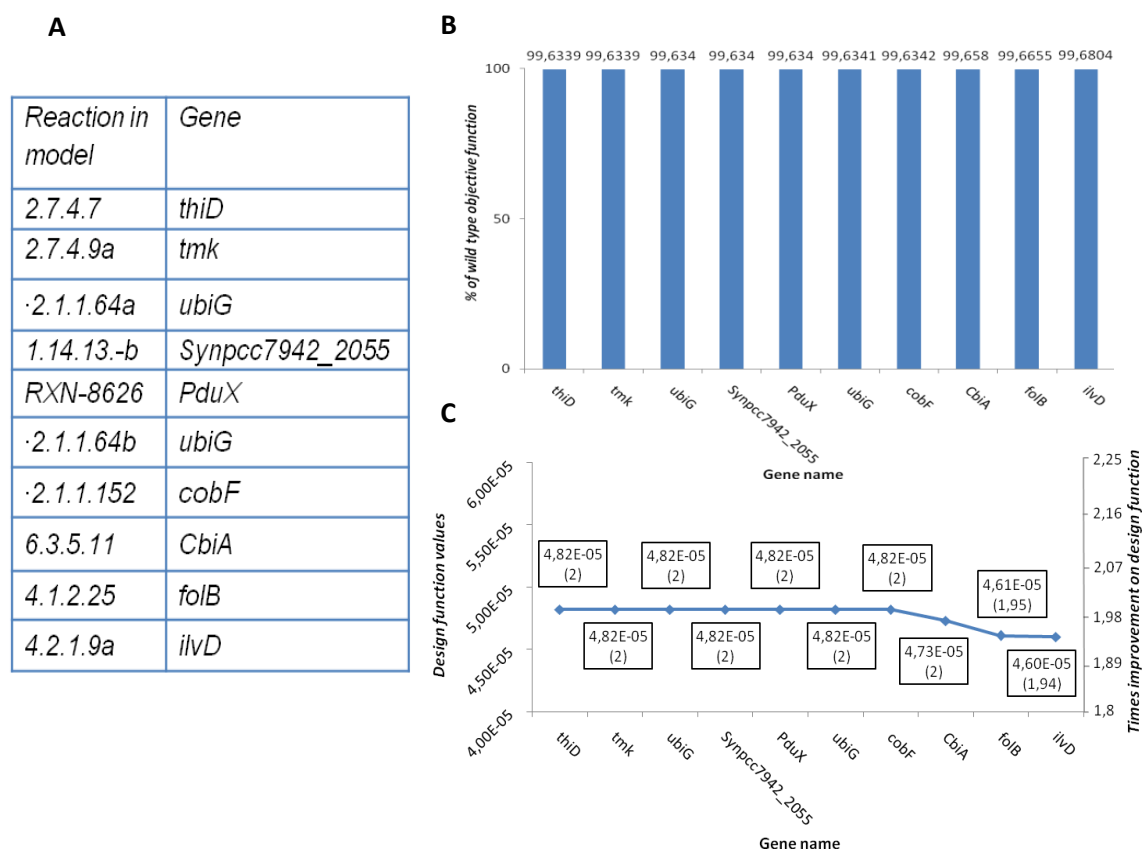 A
Reaction in model Gene
2.7.4.7 thiD
2.7.4.9a tmk
·2.1.1.64a ubiG
1.14.13.-b Synpcc7942_2055
RXN-8626 PduX
·2.1.1.64b ubiG
·2.1.1.152 cobF
6.3.5.11 CbiA
4.1.2.25 folB
4.2.1.9a ilvD
B
99,6339 99,6339 99,634 99,634 99,634 99,6341 99,6342 99,658 99,6655 99,6804
100
50
0
% of wild type objective function
thiD tmk ubiG Synpcc7942_2055 PduX ubiG cobF CbiA folB ilvD
Gene name
C
Design function values
6,00E-05
5,50E-05
5,00E-05
4,50E-05
4,00E-05
4,82E-05 (2)
4,82E-05 (2)
4,82E-05 (2)
4,82E-05 (2)
4,82E-05 (2)
4,82E-05 (2)
4,82E-05 (2)
4,73E-05 (2)
4,61E-05 (1,95)
4,60E-05 (1,94)
2,25
2,16
2,07
1,98
1,89
1,8
Times improvement on design function
thiD tmk ubiG Synpcc7942_2055 PduX ubiG cobF CbiA folB ilvD
Gene name